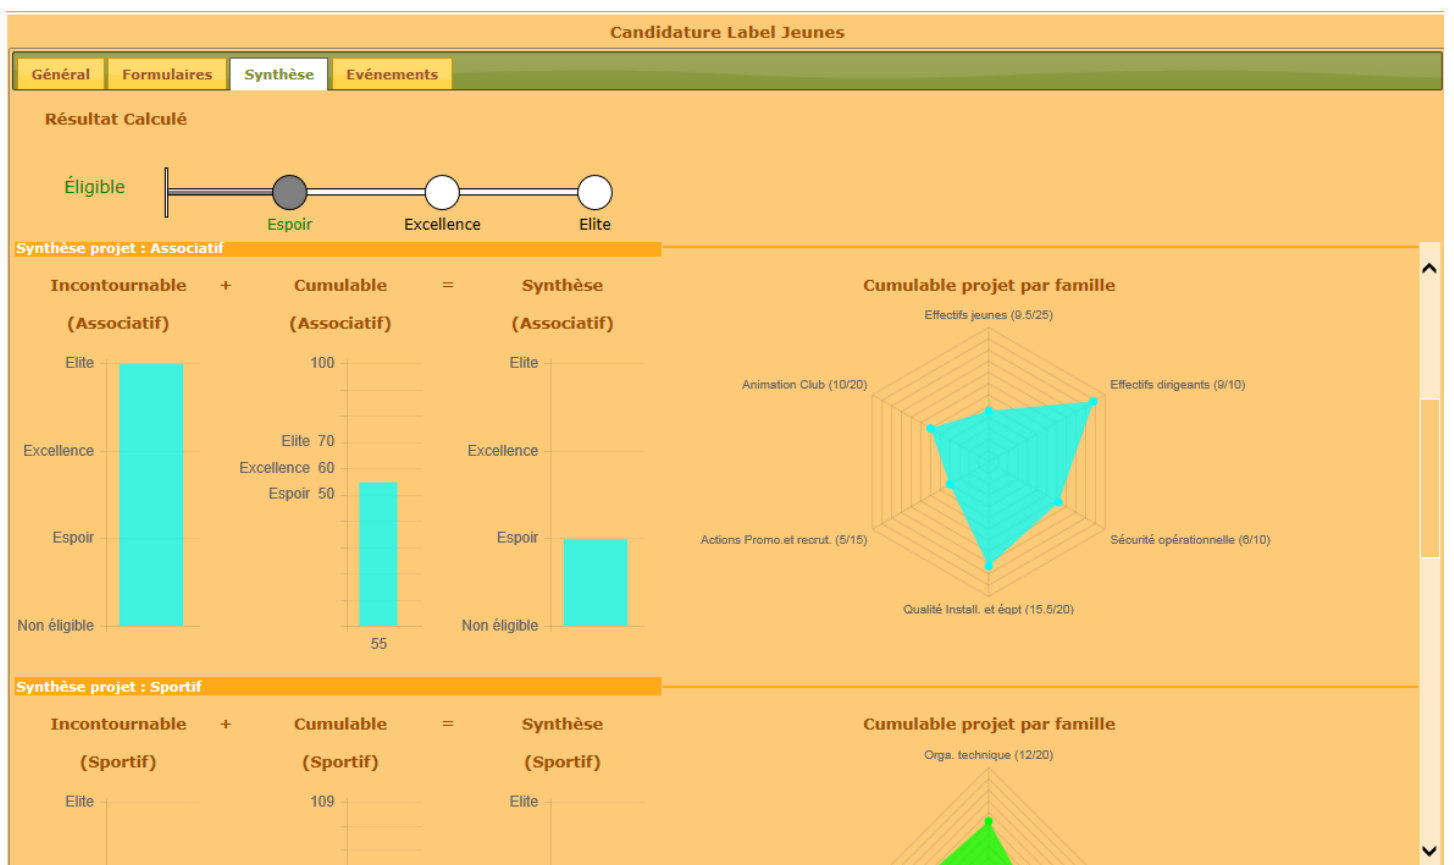 Candidature Label Jeunes
Général Formulaires Synthèse Evénements
Résultat Calculé
Éligible
Espoir Excellence Elite
Synthèse projet : Associatif
Incontournable + Cumulable = Synthèse
(Associatif) (Associatif) (Associatif)
Elite
Excellence
Espoir
Non éligible
100
Elite 70
Excellence 60
Espoir 50
55
Elite
Excellence
Espoir
Non éligible
Cumulable projet par famille
Effectifs jeunes (9.5/25)
Animation Club (10/20)
Effectifs dirigeants (9/10)
Actions Promo.et recrut. (5/15)
Sécurité opérationnelle (6/10)
Qualité Install. et éqpt (15.5/20)
Synthèse projet : Sportif
Incontournable + Cumulable = Synthèse
(Sportif) (Sportif) (Sportif)
Elite
109
Elite
Cumulable projet par famille
Orga. technique (12/20)